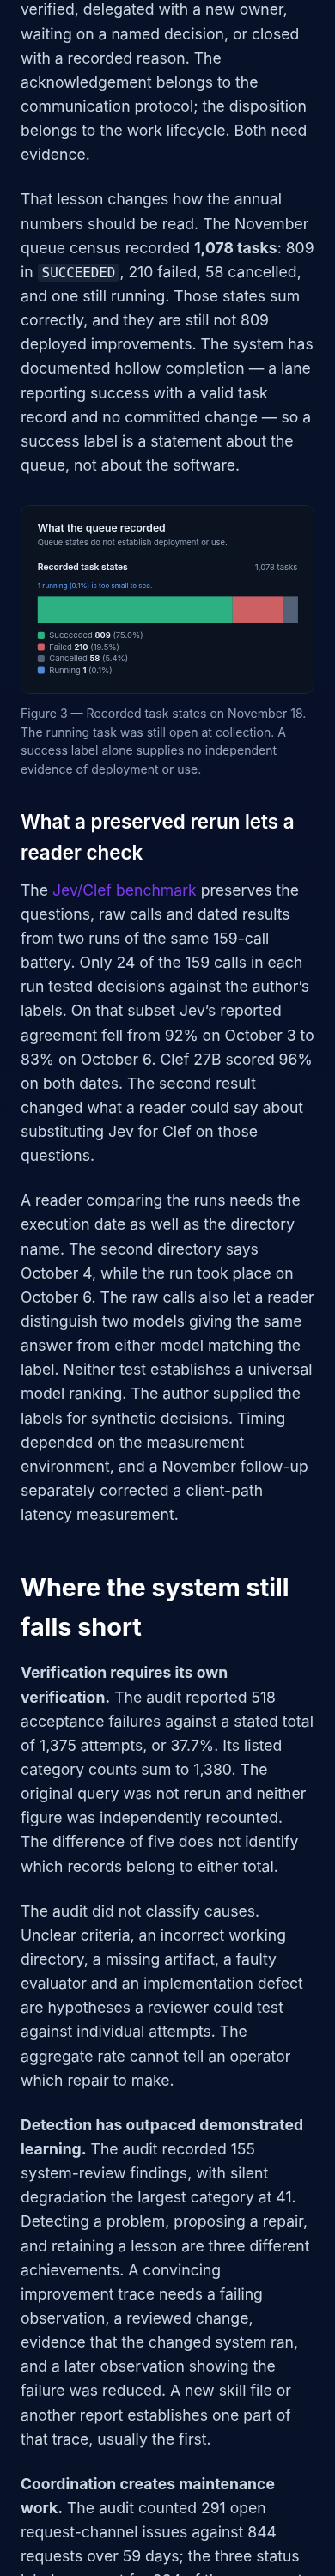 verified, delegated with a new owner,
waiting on a named decision, or closed
with a recorded reason. The
acknowledgement belongs to the
communication protocol; the disposition
belongs to the work lifecycle. Both need
evidence.
That lesson changes how the annual
numbers should be read. The November
queue census recorded 1,078 tasks: 809
in SUCCEEDED, 210 failed, 58 cancelled,
and one still running. Those states sum
correctly, and they are still not 809
deployed improvements. The system has
documented hollow completion — a lane
reporting success with a valid task
record and no committed change — so a
success label is a statement about the
queue, not about the software.
What the queue recorded
Queue states do not establish deployment or use.
Recorded task states 1,078 tasks
1 running (0.1%) is too small to see.
Succeeded 809 (75.0%)
Failed 210 (19.5%)
Cancelled 58 (5.4%)
Running 1 (0.1%)
Figure 3 — Recorded task states on November 18.
The running task was still open at collection. A
success label alone supplies no independent
evidence of deployment or use.
What a preserved rerun lets a
reader check
The Jev/Clef benchmark preserves the
questions, raw calls and dated results
from two runs of the same 159-call
battery. Only 24 of the 159 calls in each
run tested decisions against the author’s
labels. On that subset Jev’s reported
agreement fell from 92% on October 3 to
83% on October 6. Clef 27B scored 96%
on both dates. The second result
changed what a reader could say about
substituting Jev for Clef on those
questions.
A reader comparing the runs needs the
execution date as well as the directory
name. The second directory says
October 4, while the run took place on
October 6. The raw calls also let a reader
distinguish two models giving the same
answer from either model matching the
label. Neither test establishes a universal
model ranking. The author supplied the
labels for synthetic decisions. Timing
depended on the measurement
environment, and a November follow-up
separately corrected a client-path
latency measurement.
Where the system still
falls short
Verification requires its own
verification. The audit reported 518
acceptance failures against a stated total
of 1,375 attempts, or 37.7%. Its listed
category counts sum to 1,380. The
original query was not rerun and neither
figure was independently recounted.
The difference of five does not identify
which records belong to either total.
The audit did not classify causes.
Unclear criteria, an incorrect working
directory, a missing artifact, a faulty
evaluator and an implementation defect
are hypotheses a reviewer could test
against individual attempts. The
aggregate rate cannot tell an operator
which repair to make.
Detection has outpaced demonstrated
learning. The audit recorded 155
system-review findings, with silent
degradation the largest category at 41.
Detecting a problem, proposing a repair,
and retaining a lesson are three different
achievements. A convincing
improvement trace needs a failing
observation, a reviewed change,
evidence that the changed system ran,
and a later observation showing the
failure was reduced. A new skill file or
another report establishes one part of
that trace, usually the first.
Coordination creates maintenance
work. The audit counted 291 open
request-channel issues against 844
requests over 59 days; the three status